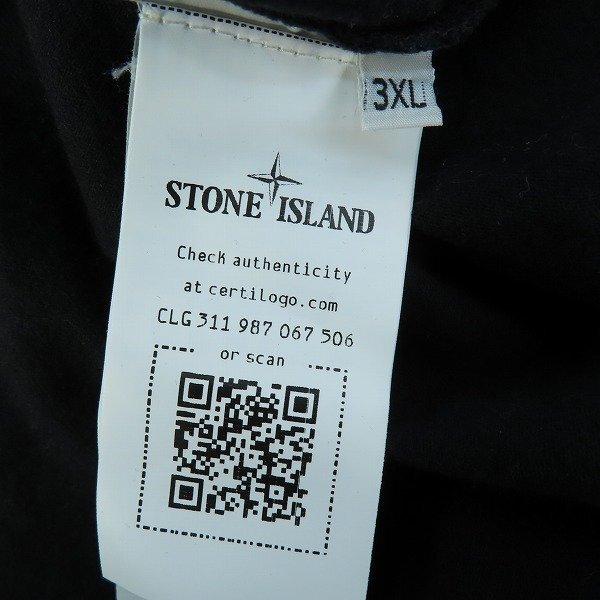 3XL
STONE ISLAND
Check authenticity
at certilogo.com
CLG 311 987 067 506
or scan